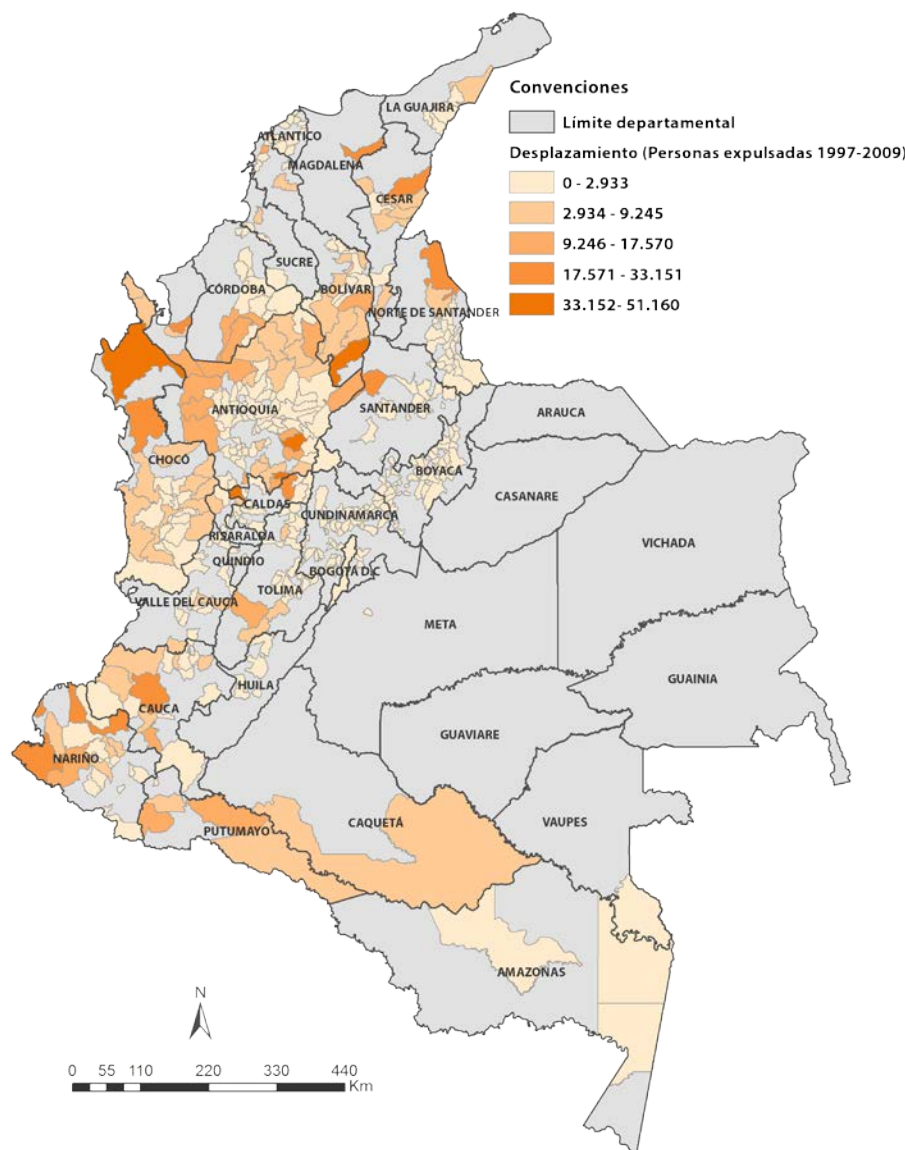 Convenciones
Límite departamental
Desplazamiento (Personas expulsadas 1997-2009)
0 - 2.933
2.934 - 9.245
9.246 - 17.570
17.571 - 33.151
33.152- 51.160
LA GUAJIRA
ATLANTICO
MAGDALENA
CESAR
SUCRE
CÓRDOBA
BOLÍVAR
NORTE DE SANTANDER
ANTIOQUIA
SANTANDER
ARAUCA
CHOCÓ
BOYACÁ
CASANARE
CALDAS
CUNDINAMARCA
RISARALDA
VICHADA
QUINDIO
BOGOTÁ D.C
TOLIMA
VALLE DEL CAUCA
META
GUAINIA
HUILA
CAUCA
GUAVIARE
NARIÑO
CAQUETÁ
VAUPES
PUTUMAYO
AMAZONAS
N
0 55 110 220 330 440
Km